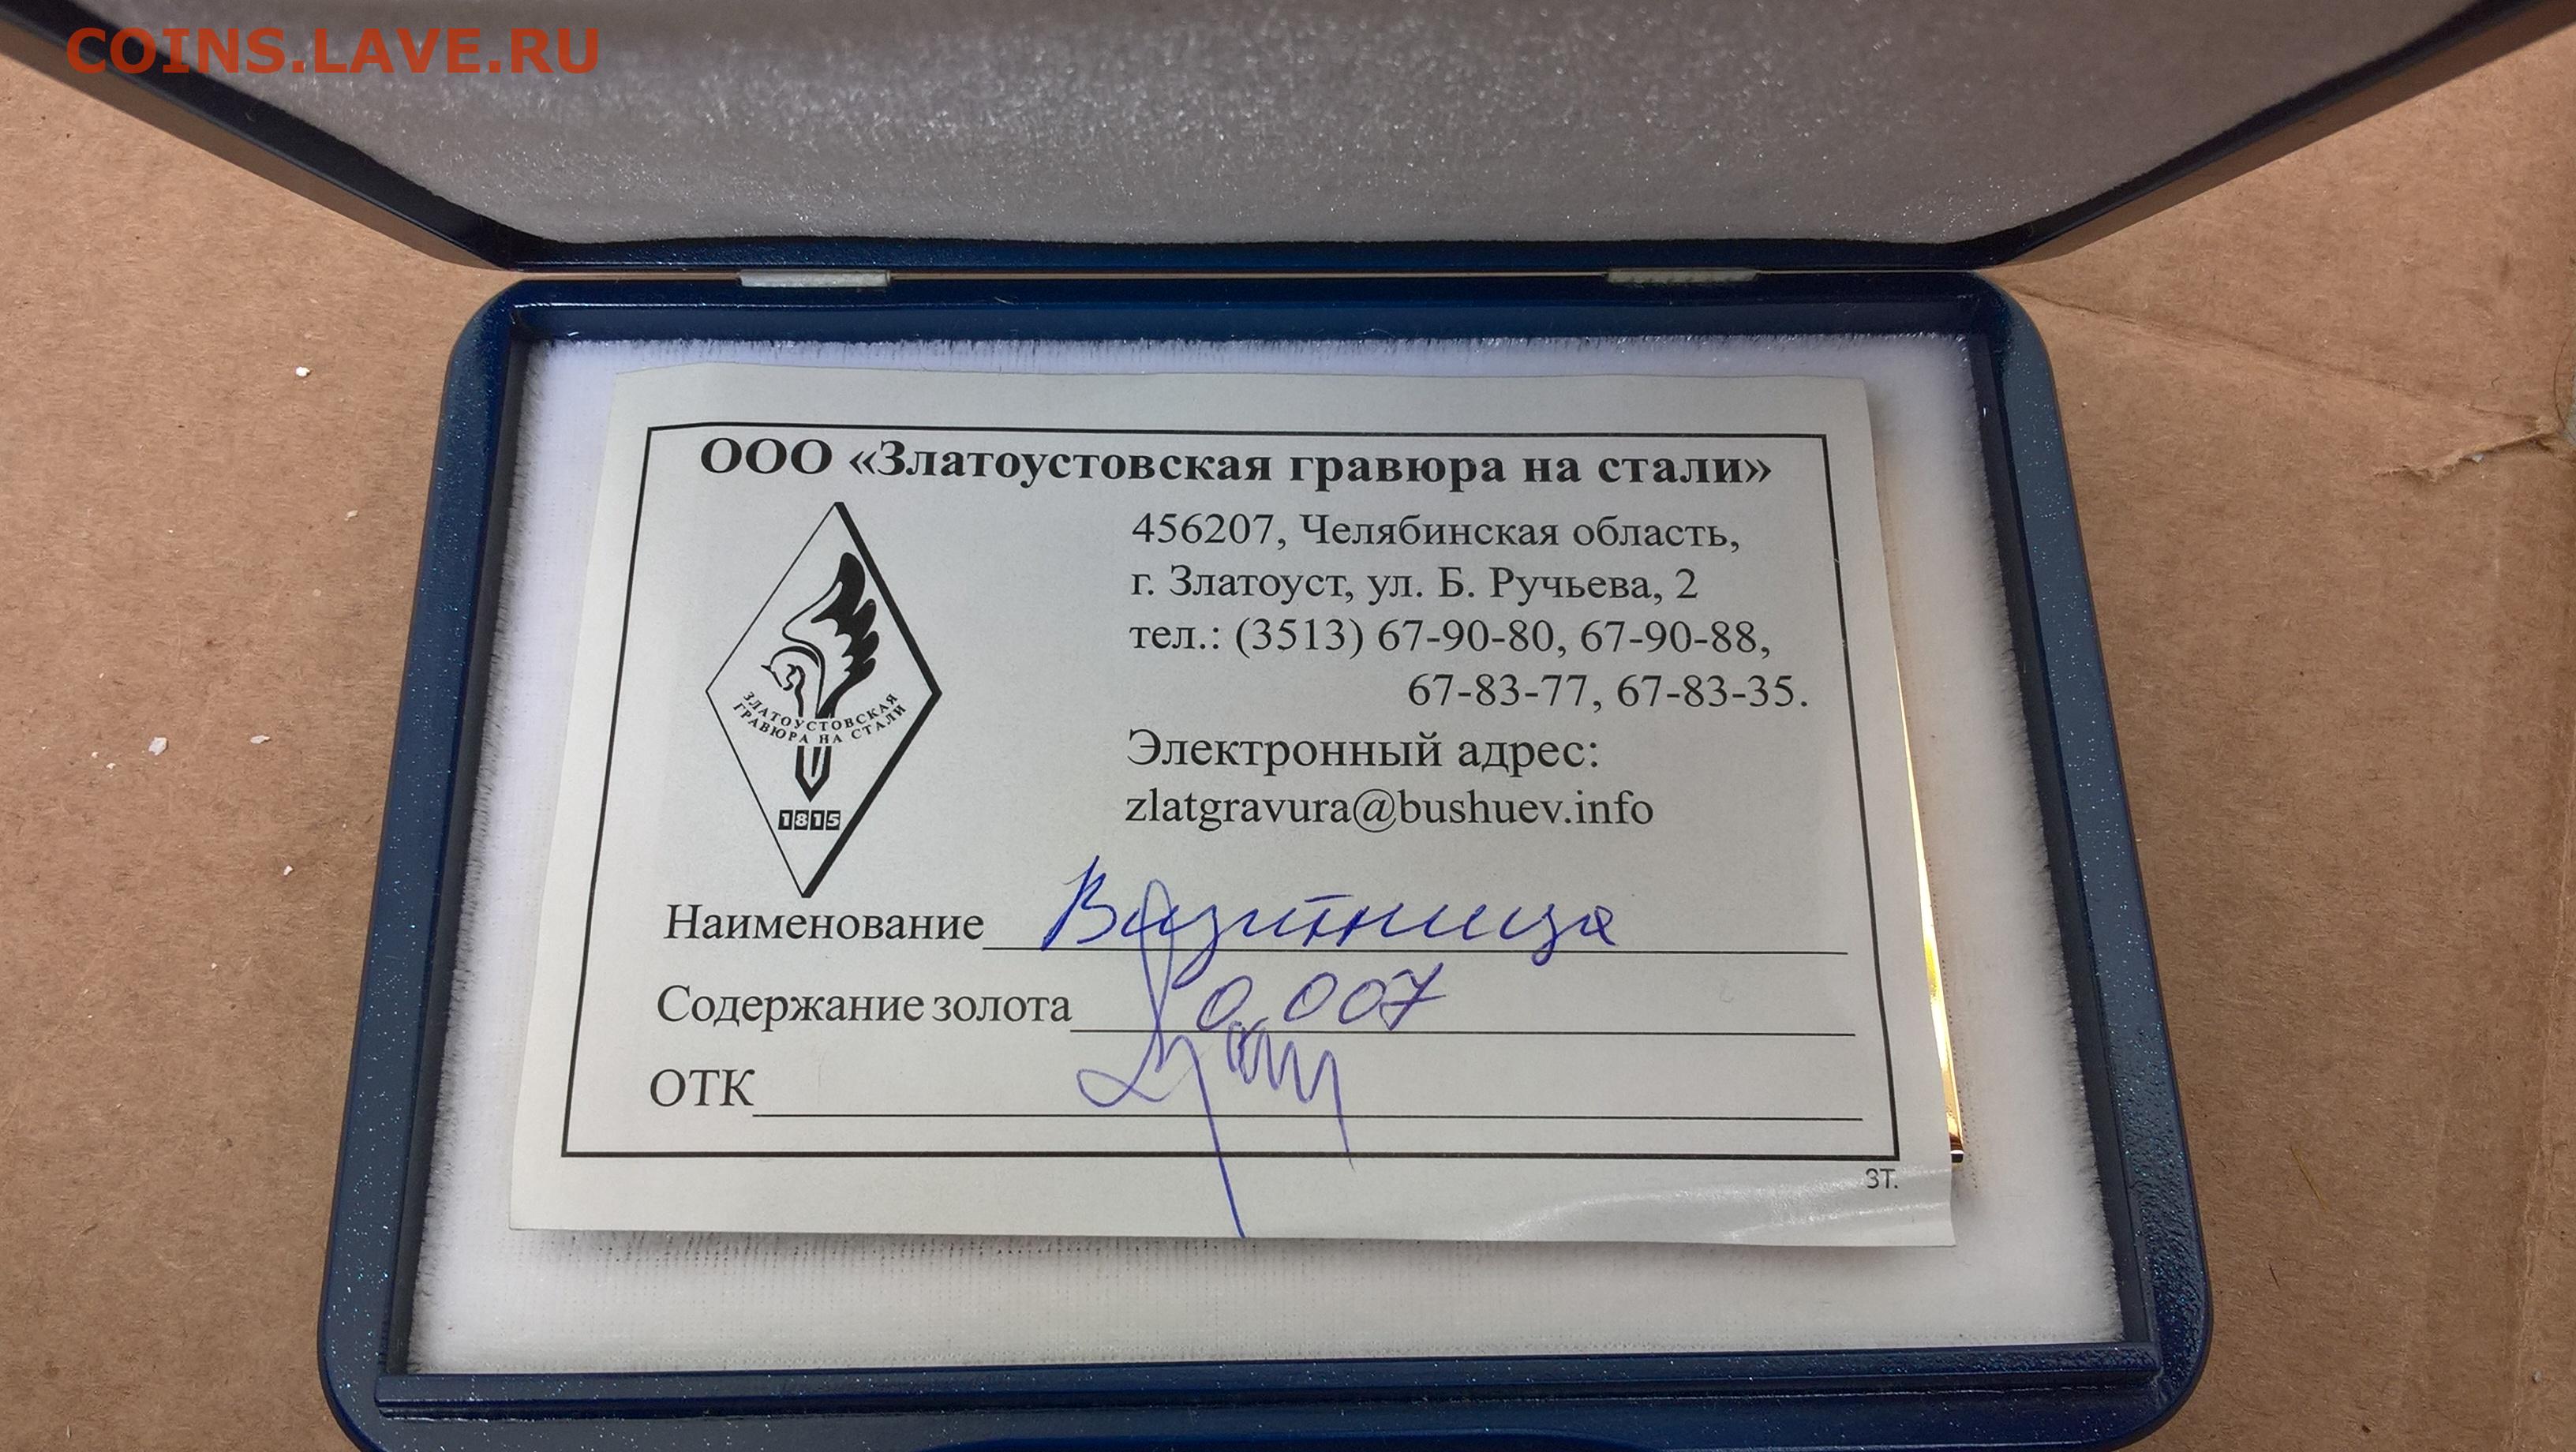 COINS.LAVE.RU
ООО «Златоустовская гравюра на стали»
456207, Челябинская область,
г. Златоуст, ул. Б. Ручьева, 2
тел.: (3513) 67-90-80, 67-90-88,
67-83-77, 67-83-35.
Электронный адрес:
zlatgravura@bushuev.info
ЗЛАТОУСТОВСКАЯ
ГРАВЮРА НА СТАЛИ
1815
Наименование Визитница
Содержание золота 0,007
ОТК
ЗТ.